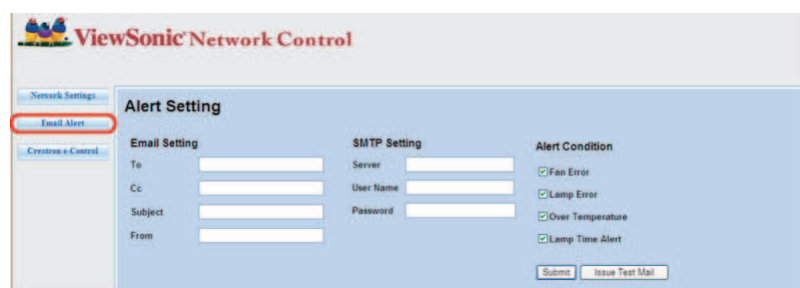 ViewSonic® Network Control
Network Settings
Email Alert
Crestron e-Control
Alert Setting
Email Setting
To
Cc
Subject
From
SMTP Setting
Server
User Name
Password
Alert Condition
Fan Error
Lamp Error
Over Temperature
Lamp Time Alert
Submit
Issue Test Mail